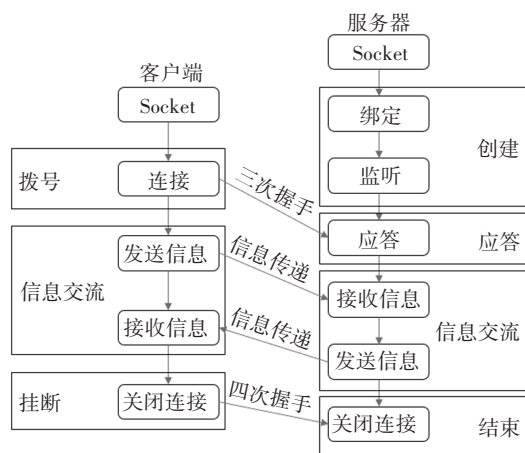 服务器
Socket
客户端
Socket
绑定
创建
监听
拨号
连接
三次握手
应答
应答
发送信息
信息传递
信息交流
接收信息
接收信息
信息传递
信息交流
发送信息
挂断
关闭连接
四次握手
关闭连接
结束